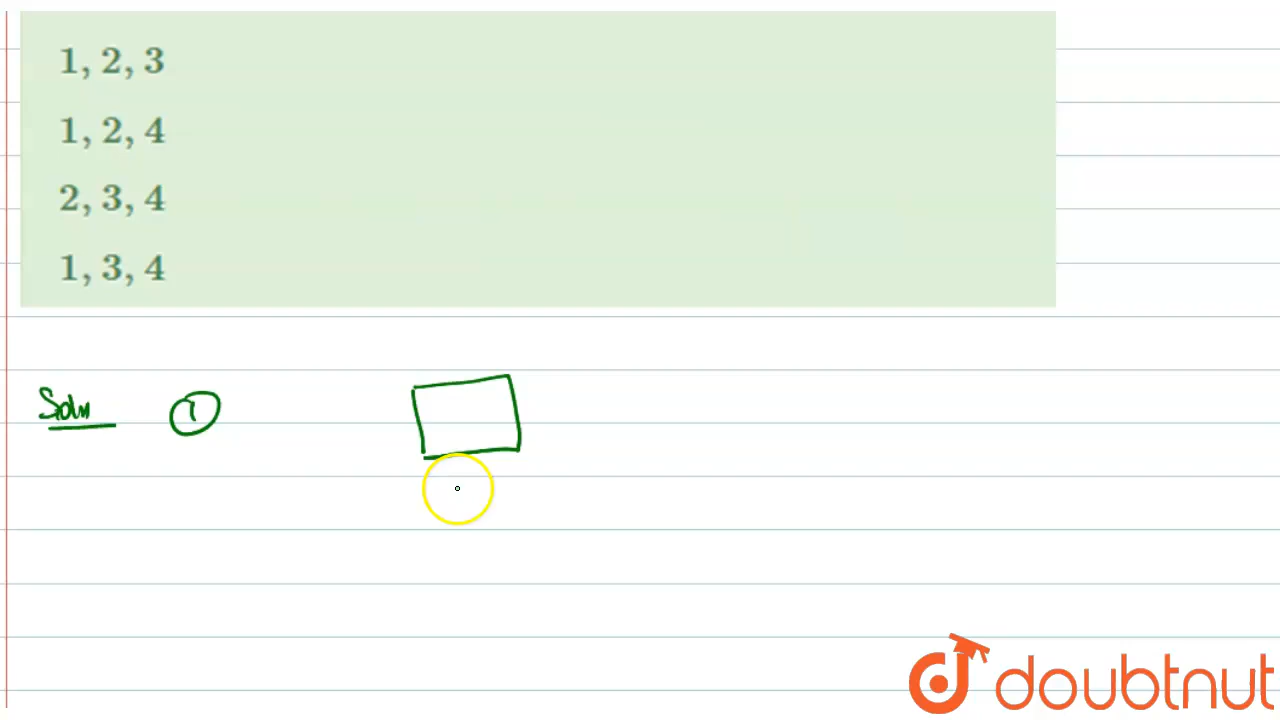 1, 2, 3
1, 2, 4
2, 3, 4
1, 3, 4
Soln 1
doubtnut